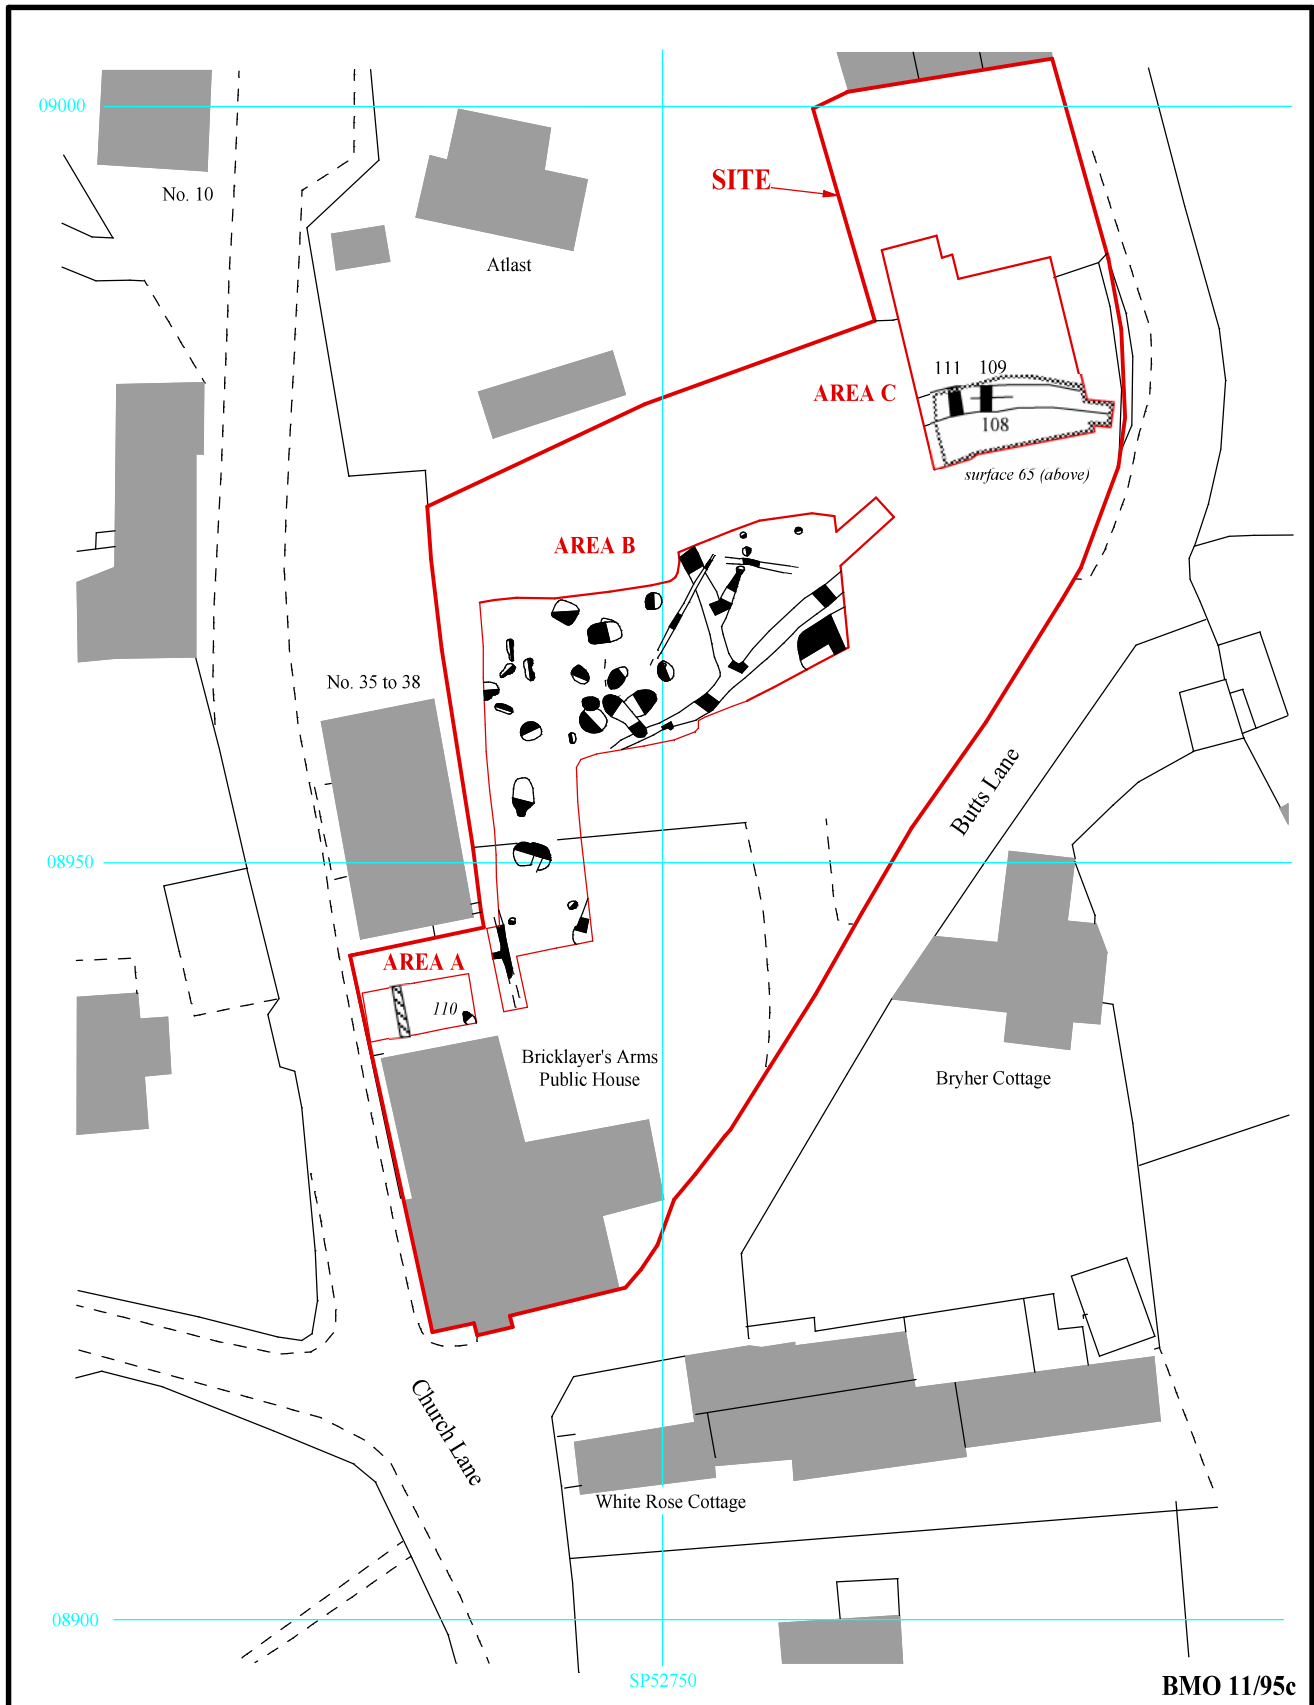 09000
SITE
No. 10
Atlast
111
109
AREA C
108
surface 65 (above)
AREA B
No. 35 to 38
Butts Lane
08950
AREA A
110
Bricklayer's Arms
Public House
Bryher Cottage
Church Lane
White Rose Cottage
08900
SP52750
BMO 11/95c